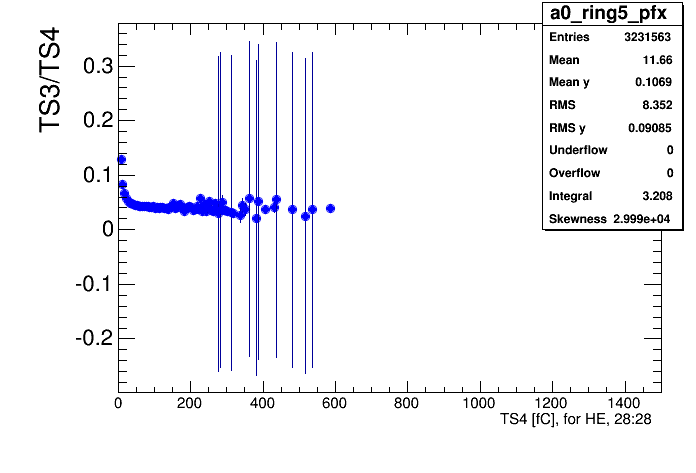 a0_ring5_pfx
Entries 3231563
Mean 11.66
Mean y 0.1069
RMS 8.352
RMS y 0.09085
Underflow 0
Overflow 0
Integral 3.208
Skewness 2.999e+04
TS3/TS4
0.3
0.2
0.1
0
-0.1
-0.2
0 200 400 600 800 1000 1200 1400
TS4 [fC], for HE, 28:28